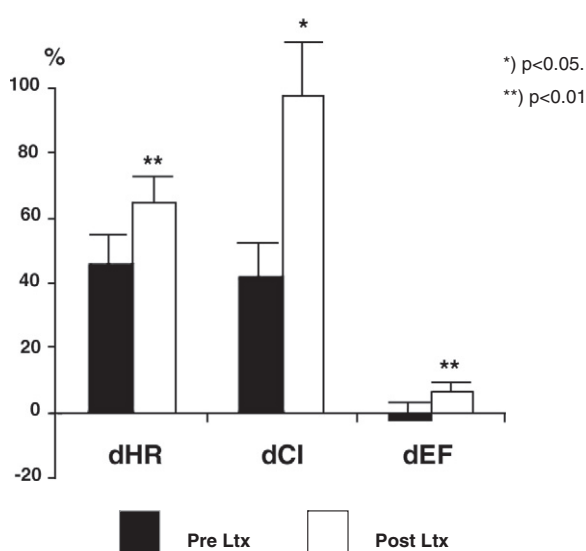 *
%
*) p<0.05.
**) p<0.01
100
80
**
60
40
20
**
0
-20
dHR
dCI
dEF
Pre Ltx
Post Ltx